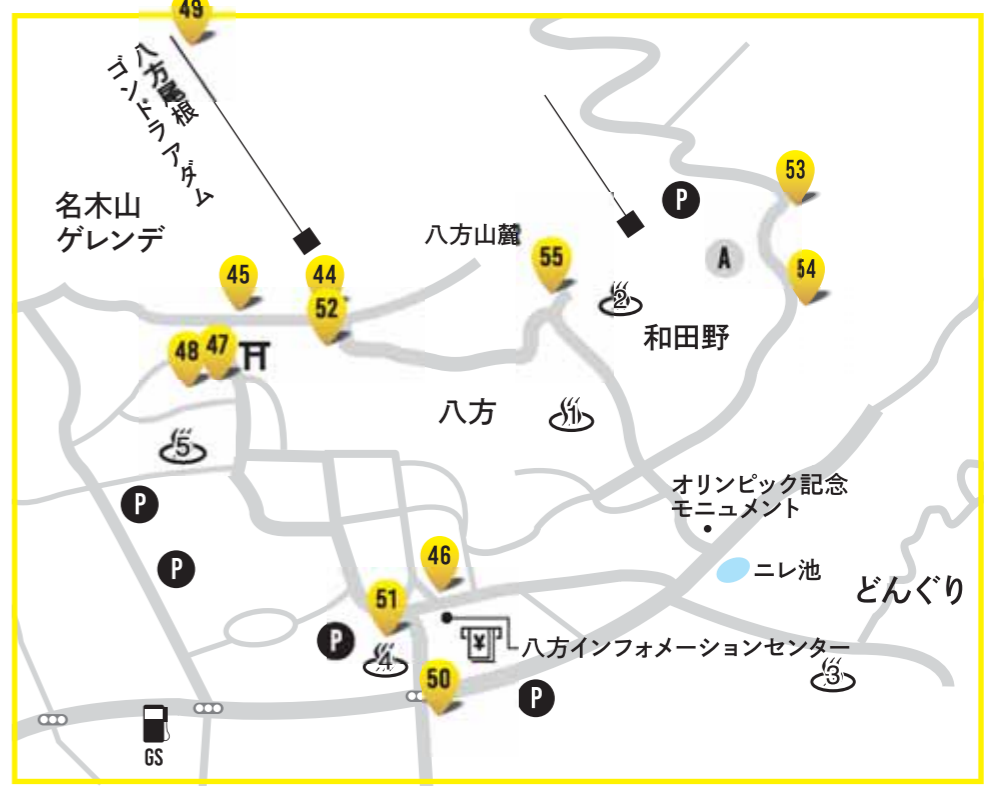 49
八方尾根
ゴンドラ アダム
名木山
ゲレンデ
八方山麓
P
53
A
54
55
2
和田野
45
44
52
48
47
八方
1
5
オリンピック記念
モニュメント
P
P
46
ニレ池
どんぐり
51
P
4
¥
八方インフォメーションセンター
3
50
P
GS